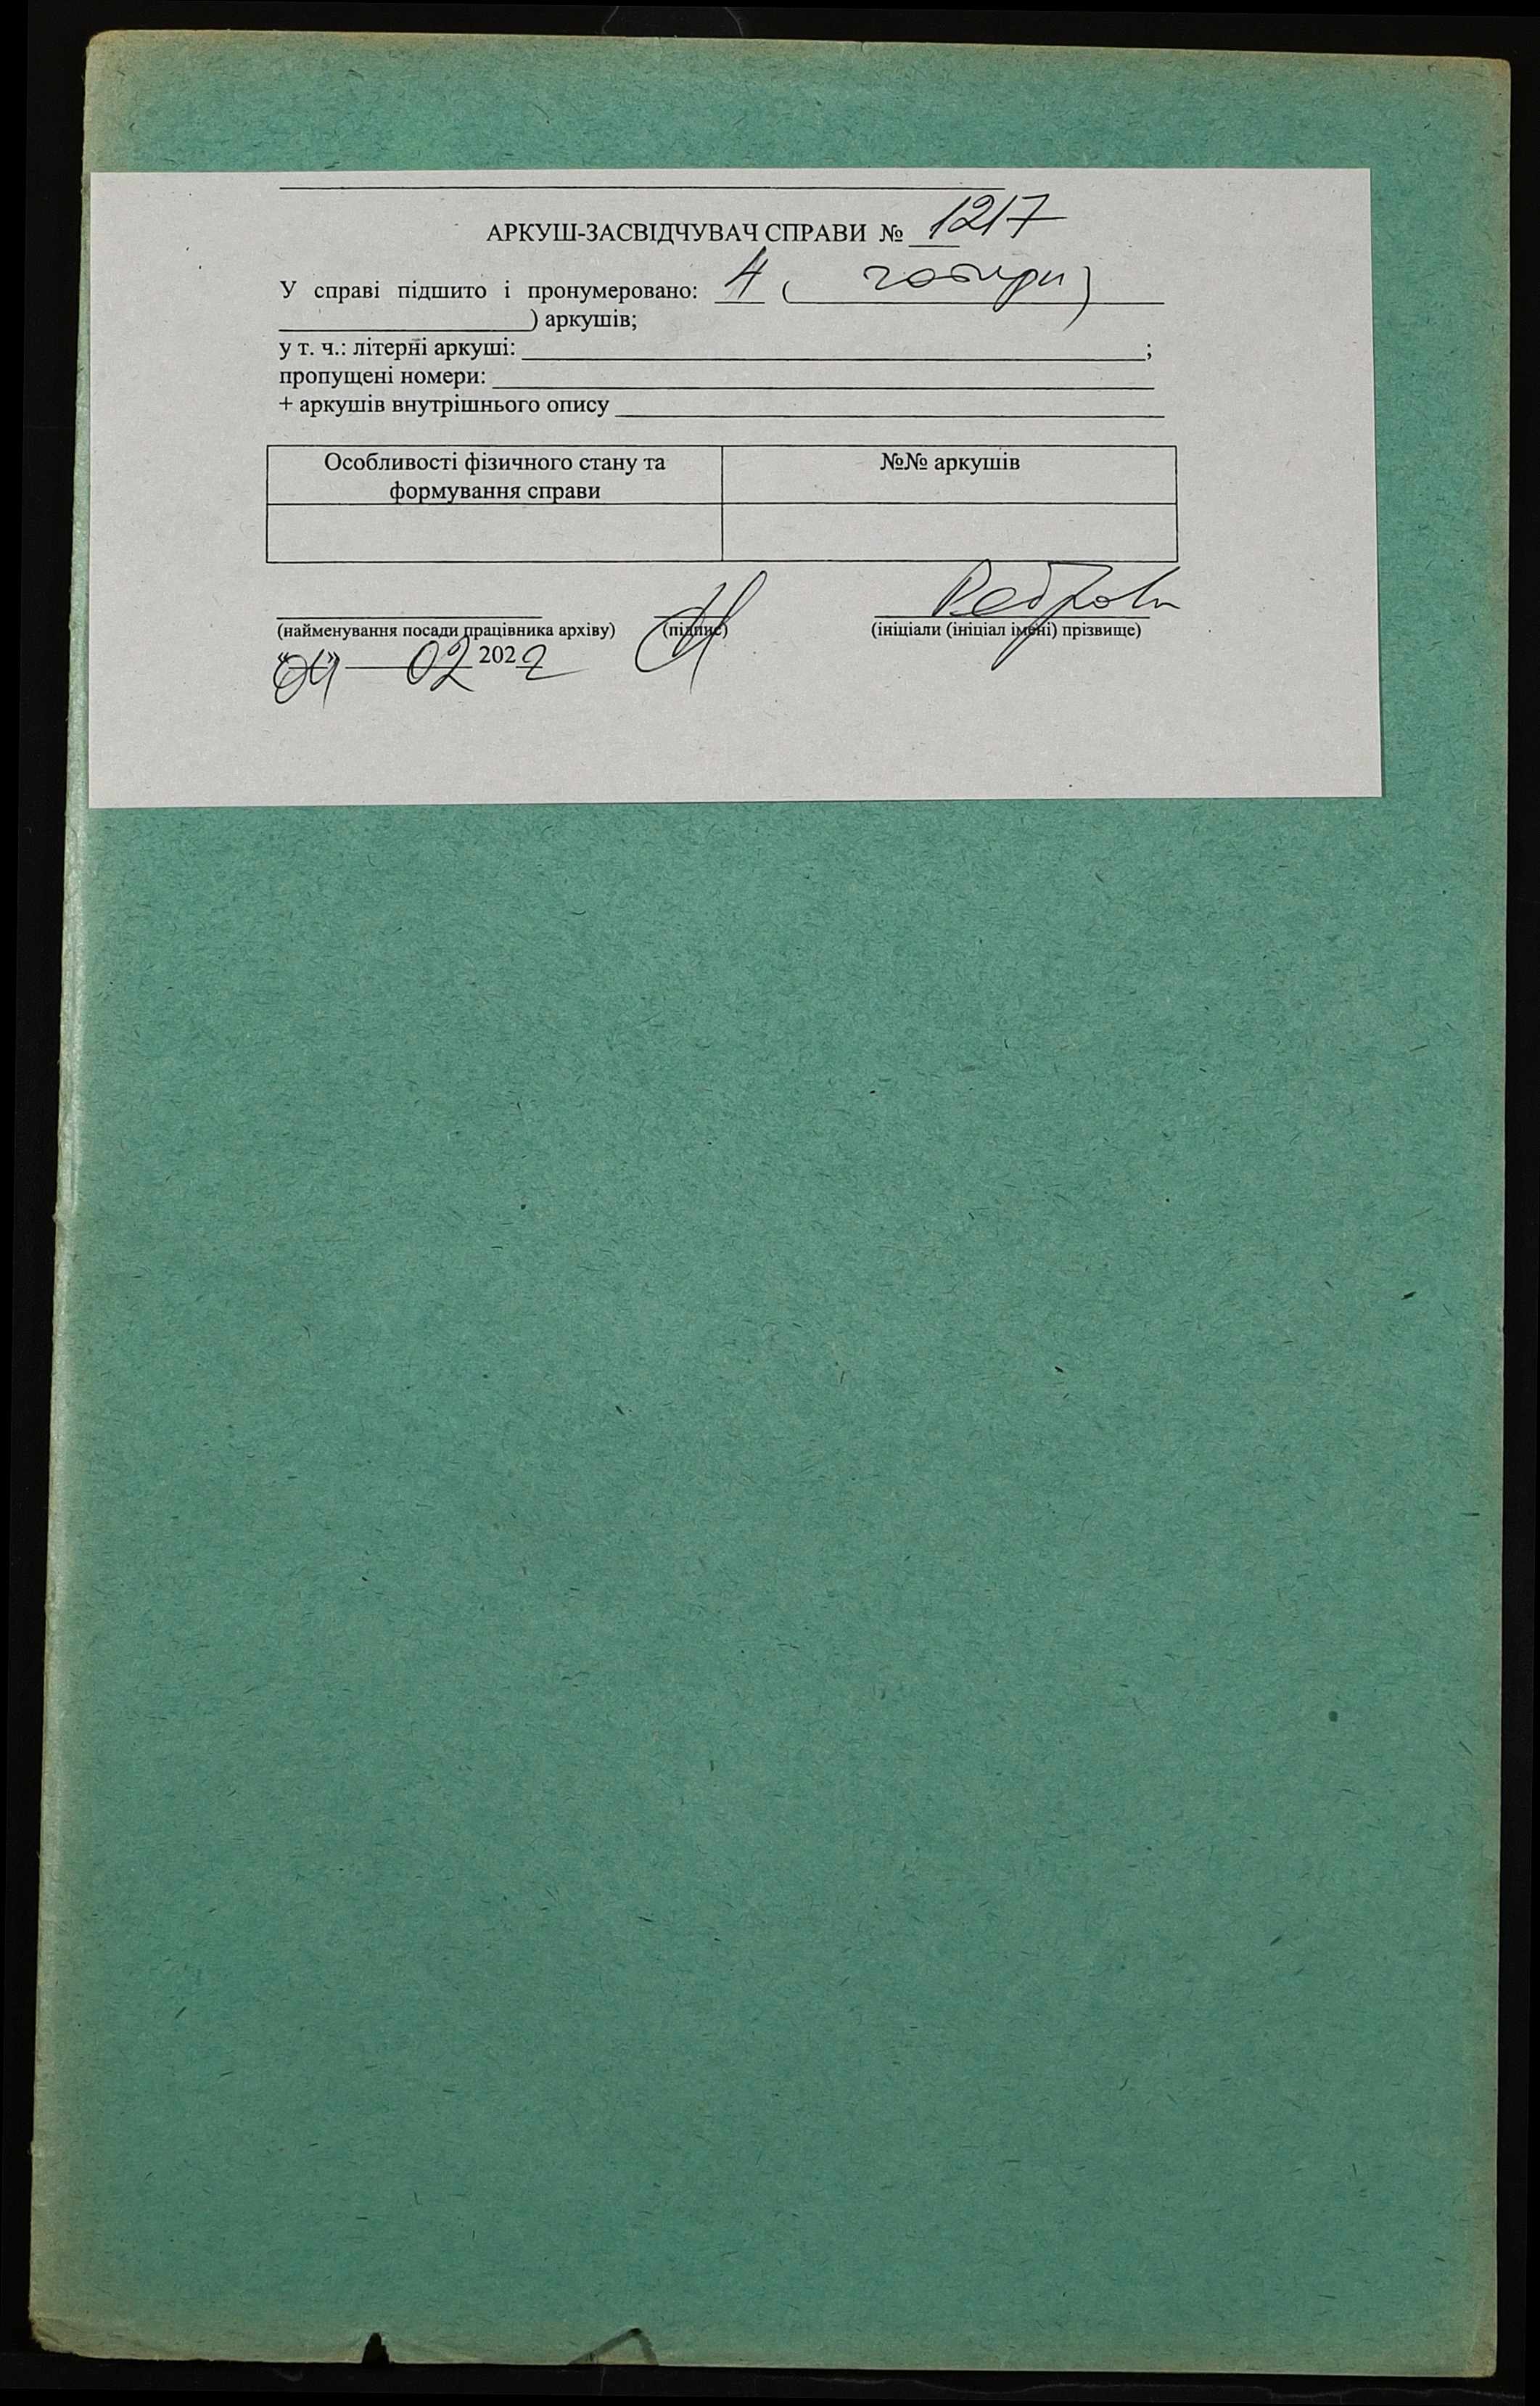 АРКУШ-ЗАСВІДЧУВАЧ СПРАВИ № 1217
У справі підшито і пронумеровано: 4 ( чотири)
) аркушів;
у т. ч.: літерні аркуші: ;
пропущені номери:
+ аркушів внутрішнього опису
Особливості фізичного стану та
формування справи
№№ аркушів
(найменування посади працівника архіву) (підпис) (ініціали (ініціал імені) прізвище)
"04" 02 2022